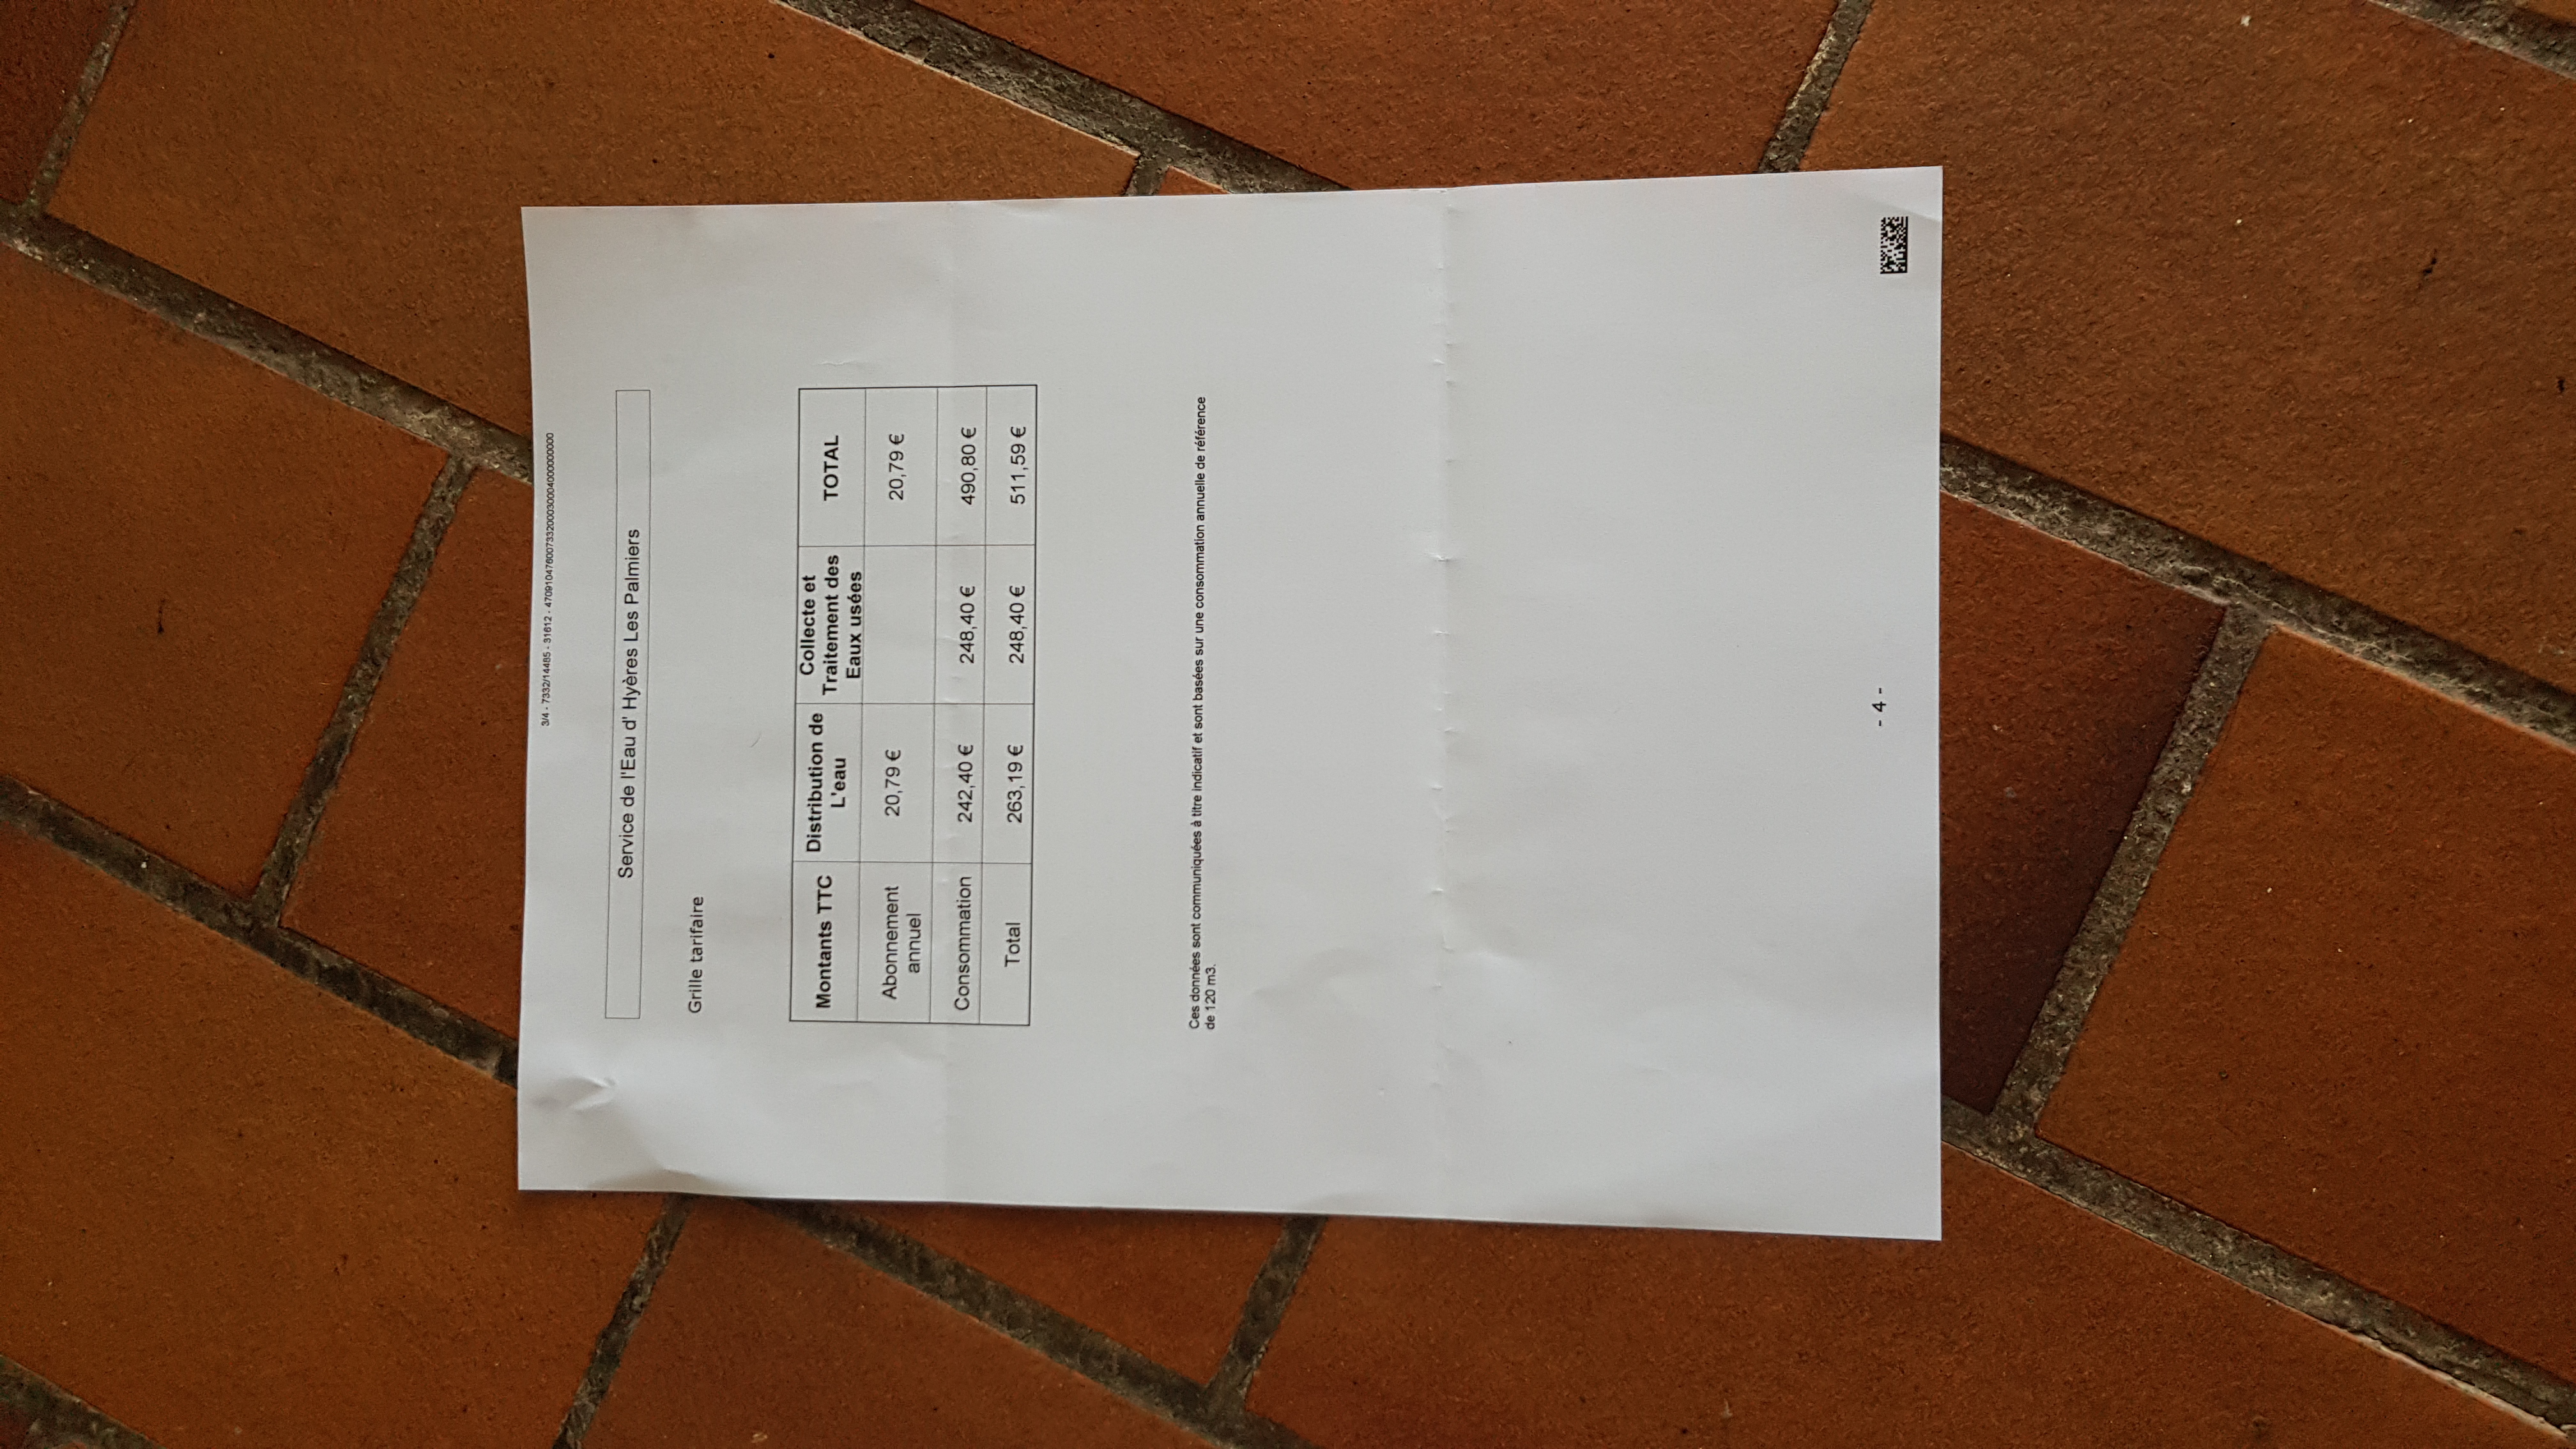 3/4 - 7332/14485 - 31612 - 4709104760073320003000400000000
Service de l'Eau d' Hyères Les Palmiers
Grille tarifaire
Montants TTC Distribution de L'eau Collecte et Traitement des Eaux usées TOTAL
Abonnement annuel 20,79 € 20,79 €
Consommation 242,40 € 248,40 € 490,80 €
Total 263,19 € 248,40 € 511,59 €
Ces données sont communiquées à titre indicatif et sont basées sur une consommation annuelle de référence
de 120 m3.
- 4 -